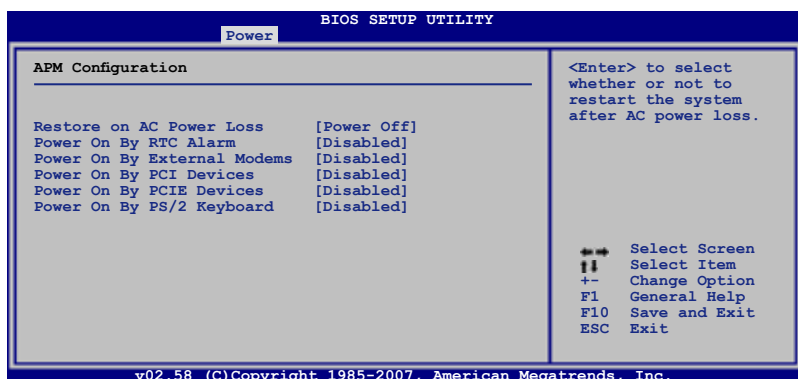 BIOS SETUP UTILITY
Power
APM Configuration
Restore on AC Power Loss [Power Off]
Power On By RTC Alarm [Disabled]
Power On By External Modems [Disabled]
Power On By PCI Devices [Disabled]
Power On By PCIE Devices [Disabled]
Power On By PS/2 Keyboard [Disabled]
<Enter> to select
whether or not to
restart the system
after AC power loss.
←→ Select Screen
↑↓ Select Item
+- Change Option
F1 General Help
F10 Save and Exit
ESC Exit
v02.58 (C)Copyright 1985-2007, American Megatrends, Inc.